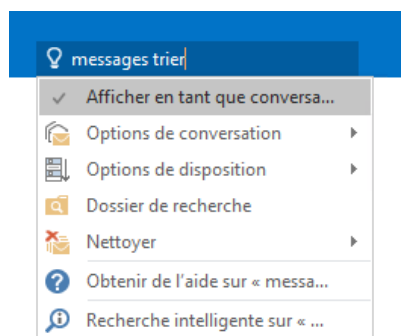 messages trier
Afficher en tant que conversa...
Options de conversation
Options de disposition
Dossier de recherche
Nettoyer
Obtenir de l'aide sur « messa...
Recherche intelligente sur « ...